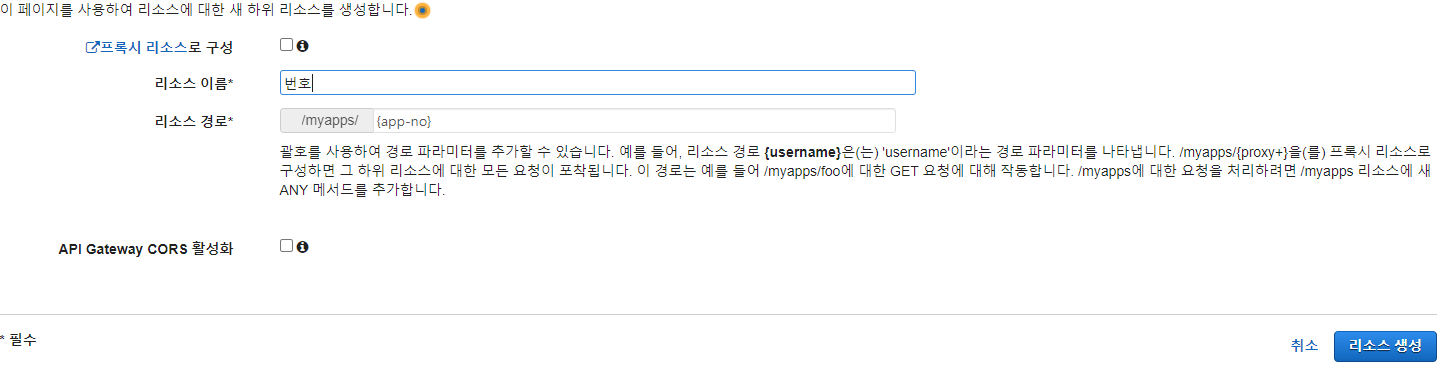 이 페이지를 사용하여 리소스에 대한 새 하위 리소스를 생성합니다.
프록시 리소스로 구성
리소스 이름* 번호
리소스 경로* /myapps/ {app-no}
괄호를 사용하여 경로 파라미터를 추가할 수 있습니다. 예를 들어, 리소스 경로 {username}은(는) 'username'이라는 경로 파라미터를 나타냅니다. /myapps/{proxy+}을(를) 프록시 리소스로
구성하면 그 하위 리소스에 대한 모든 요청이 포착됩니다. 이 경로는 예를 들어 /myapps/foo에 대한 GET 요청에 대해 작동합니다. /myapps에 대한 요청을 처리하려면 /myapps 리소스에 새
ANY 메서드를 추가합니다.
API Gateway CORS 활성화
* 필수
취소 리소스 생성